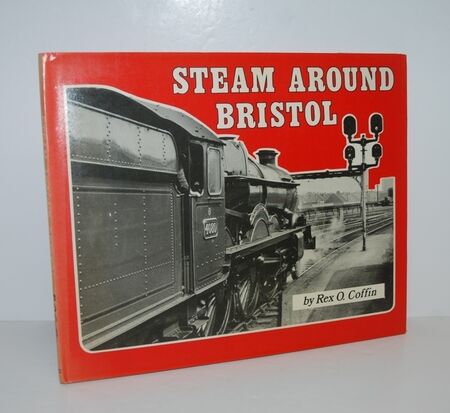 STEAM AROUND
BRISTOL
by Rex O. Coffin